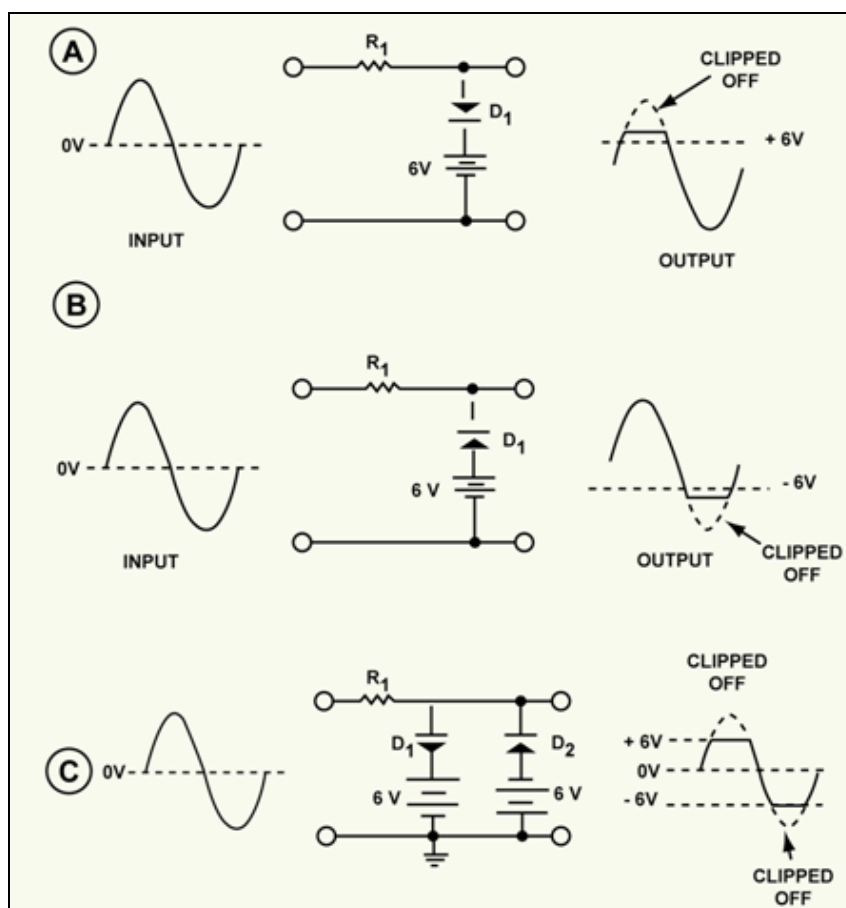 A
R1
CLIPPED
OFF
0V
D1
+ 6V
6V
INPUT
OUTPUT
B
R1
0V
D1
6 V
- 6V
INPUT
OUTPUT
CLIPPED
OFF
CLIPPED
OFF
R1
C
0V
D1
D2
6 V
6 V
+ 6V
0V
- 6V
CLIPPED
OFF